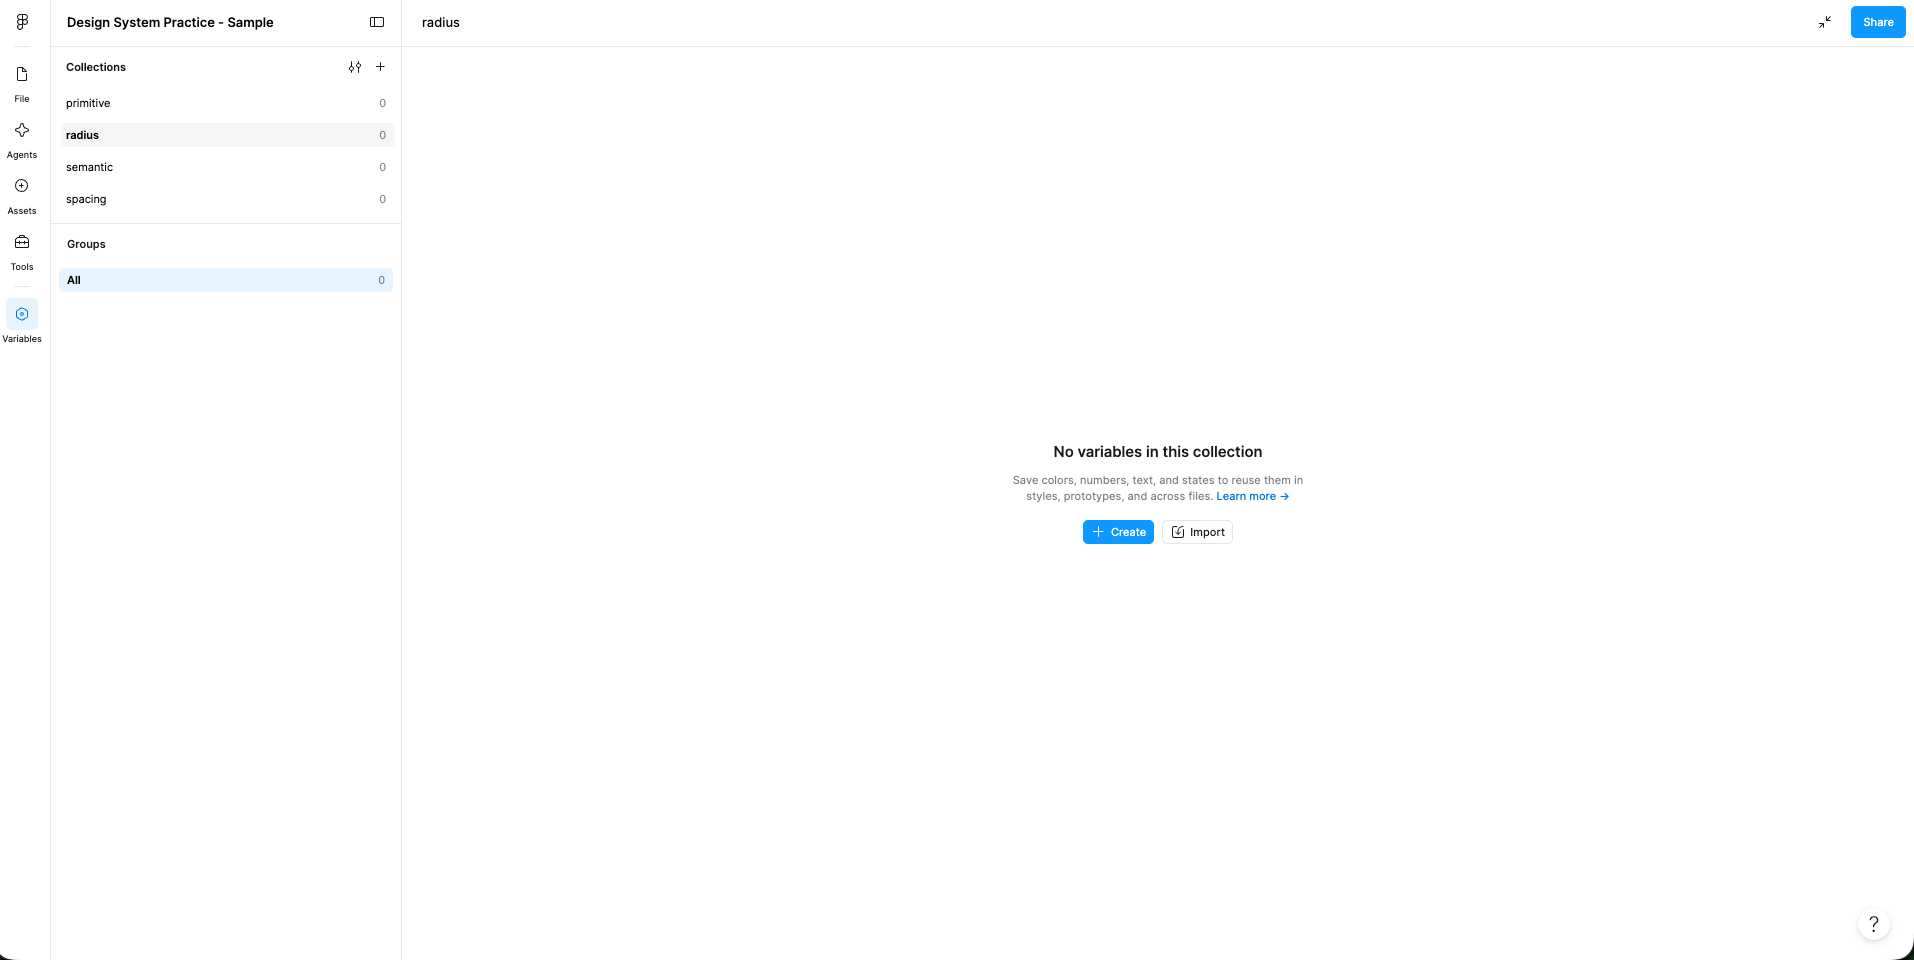 Design System Practice - Sample
radius
Share
File
Agents
Assets
Tools
Variables
Collections
primitive 0
radius 0
semantic 0
spacing 0
Groups
All 0
No variables in this collection
Save colors, numbers, text, and states to reuse them in
styles, prototypes, and across files. Learn more →
Create
Import
?